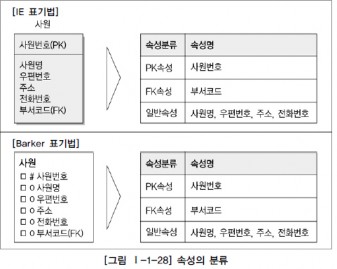 [IE 표기법]
사원
사원번호(PK)
사원명
우편번호
주소
전화번호
부서코드(FK)
속성분류 속성명
PK속성 사원번호
FK속성 부서코드
일반속성 사원명, 우편번호, 주소, 전화번호
[Barker 표기법]
사원
□ # 사원번호
□ O 사원명
□ O 우편번호
□ O 주소
□ O 전화번호
□ O 부서코드(FK)
속성분류 속성명
PK속성 사원번호
FK속성 부서코드
일반속성 사원명, 우편번호, 주소, 전화번호
[그림 Ⅰ-1-28] 속성의 분류